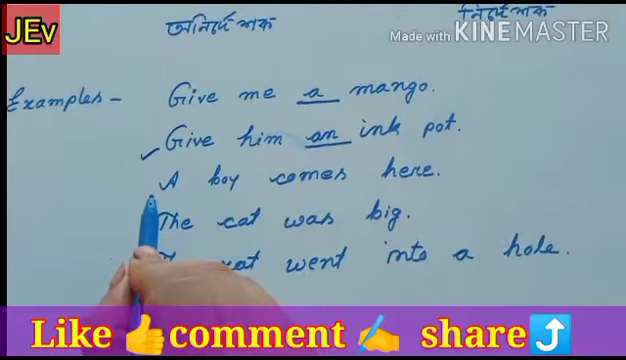 JEv
অনির্দেশক নির্দেশক
Made with KINEMASTER
Examples - Give me a mango.
Give him an ink pot.
A boy comes here.
The cat was big.
went into a hole.
Like 👍 comment ✍️ share ⤴️